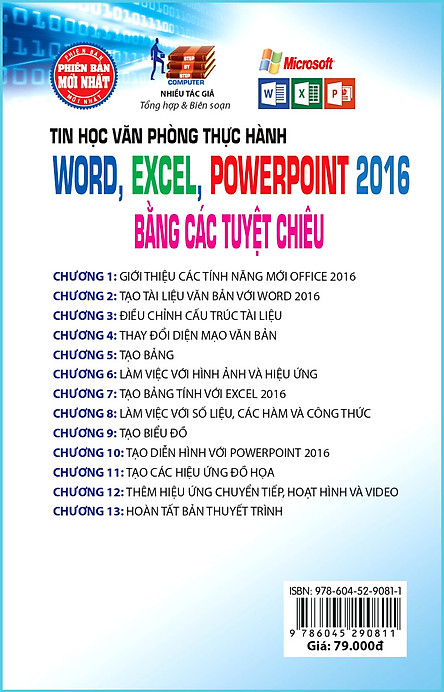 PHIÊN BẢN
PHIÊN BẢN
MỚI NHẤT
MỚI NHẤT
STEP
BY
STEP
COMPUTER
NHIỀU TÁC GIẢ
Tổng hợp & Biên soạn
Microsoft
W X P
TIN HỌC VĂN PHÒNG THỰC HÀNH
WORD, EXCEL, POWERPOINT 2016
BẰNG CÁC TUYỆT CHIÊU
CHƯƠNG 1: GIỚI THIỆU CÁC TÍNH NĂNG MỚI OFFICE 2016
CHƯƠNG 2: TẠO TÀI LIỆU VĂN BẢN VỚI WORD 2016
CHƯƠNG 3: ĐIỀU CHỈNH CẤU TRÚC TÀI LIỆU
CHƯƠNG 4: THAY ĐỔI DIỆN MẠO VĂN BẢN
CHƯƠNG 5: TẠO BẢNG
CHƯƠNG 6: LÀM VIỆC VỚI HÌNH ẢNH VÀ HIỆU ỨNG
CHƯƠNG 7: TẠO BẢNG TÍNH VỚI EXCEL 2016
CHƯƠNG 8: LÀM VIỆC VỚI SỐ LIỆU, CÁC HÀM VÀ CÔNG THỨC
CHƯƠNG 9: TẠO BIỂU ĐỒ
CHƯƠNG 10: TẠO DIỄN HÌNH VỚI POWERPOINT 2016
CHƯƠNG 11: TẠO CÁC HIỆU ỨNG ĐỒ HỌA
CHƯƠNG 12: THÊM HIỆU ỨNG CHUYỂN TIẾP, HOẠT HÌNH VÀ VIDEO
CHƯƠNG 13: HOÀN TẤT BẢN THUYẾT TRÌNH
ISBN: 978-604-52-9081-1
9 786045 290811
Giá: 79.000đ